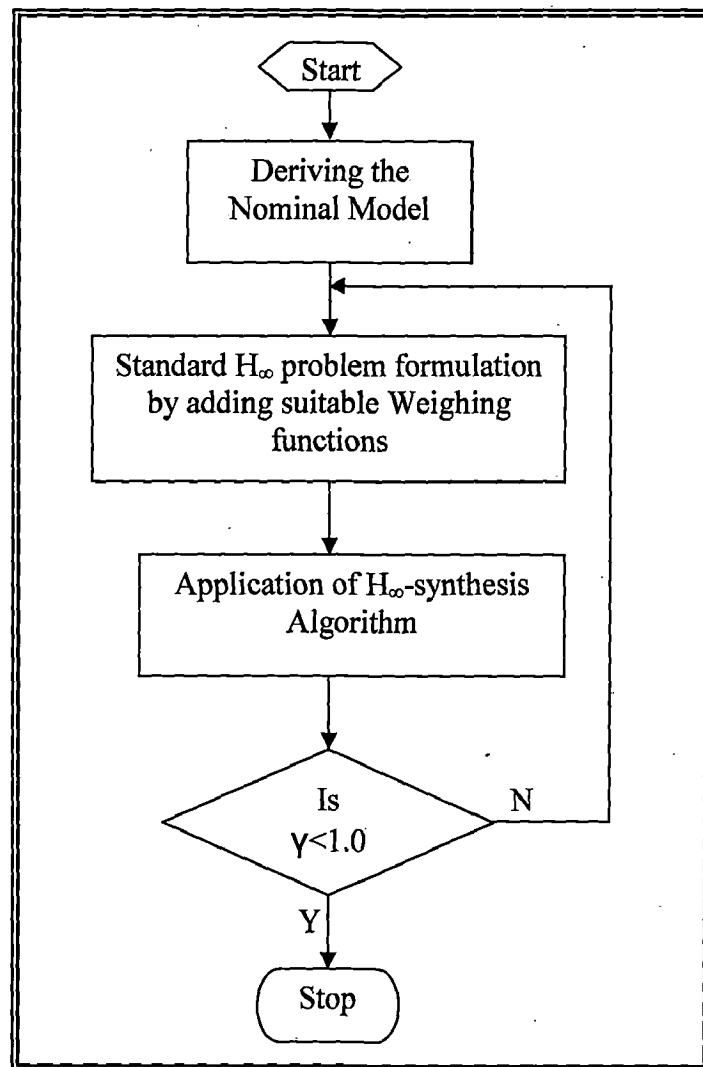 Start
Deriving the
Nominal Model
Standard H∞ problem formulation
by adding suitable Weighing
functions
Application of H∞-synthesis
Algorithm
Is
γ<1.0
N
Y
Stop